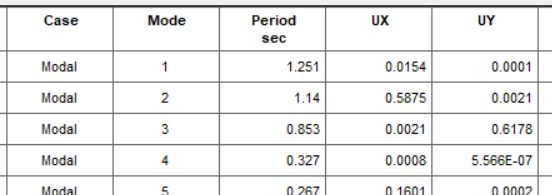 Case Mode Period sec UX UY
Modal 1 1.251 0.0154 0.0001
Modal 2 1.14 0.5875 0.0021
Modal 3 0.853 0.0021 0.6178
Modal 4 0.327 0.0008 5.566E-07
Modal 5 0.267 0.1601 0.0002